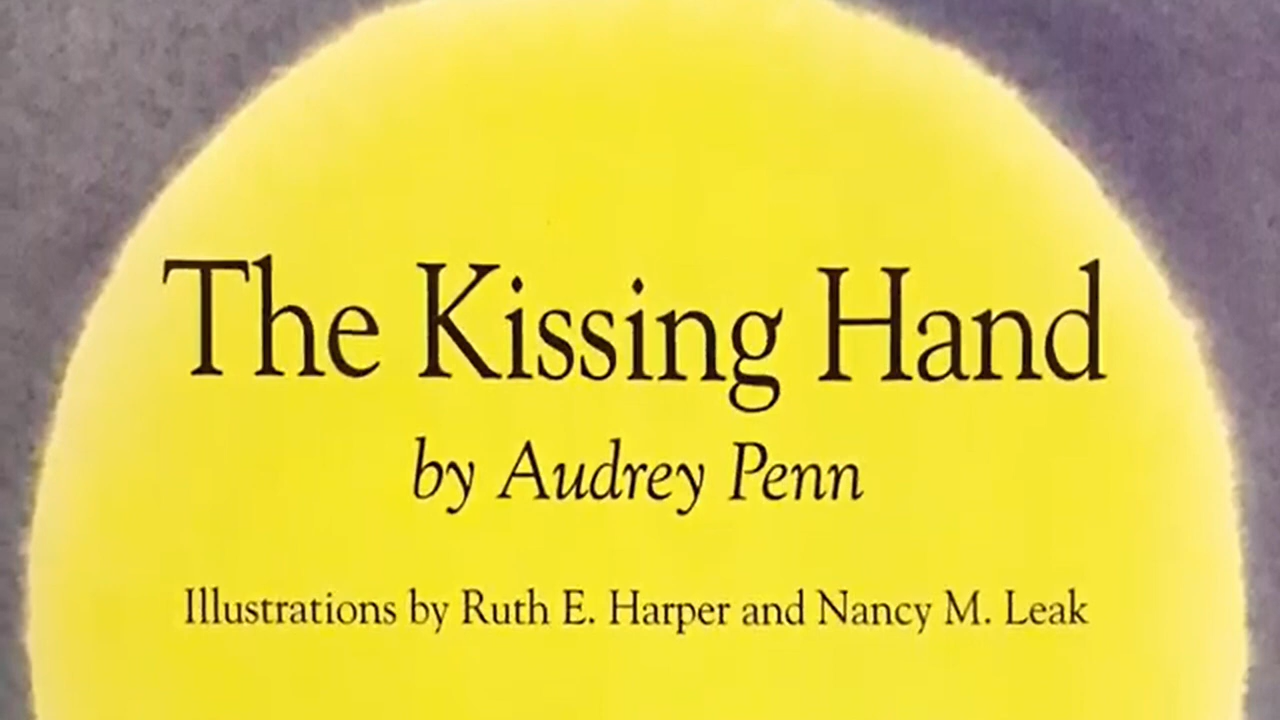 The Kissing Hand
by Audrey Penn
Illustrations by Ruth E. Harper and Nancy M. Leak